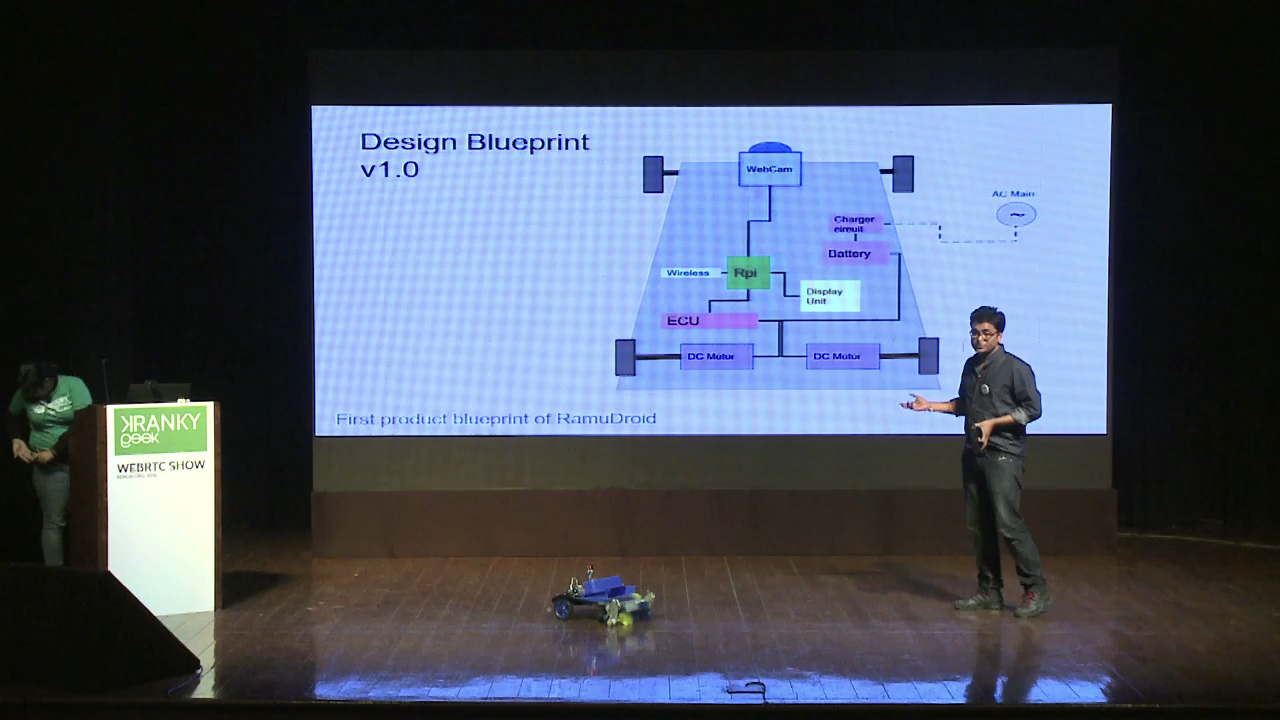 Design Blueprint
v1.0
WebCam
AC Main
Charger
circuit
Battery
Wireless
Rpi
Display
Unit
ECU
DC Motor
DC Motor
First product blueprint of RamuDroid
KRANKY
geek
WEBRTC SHOW